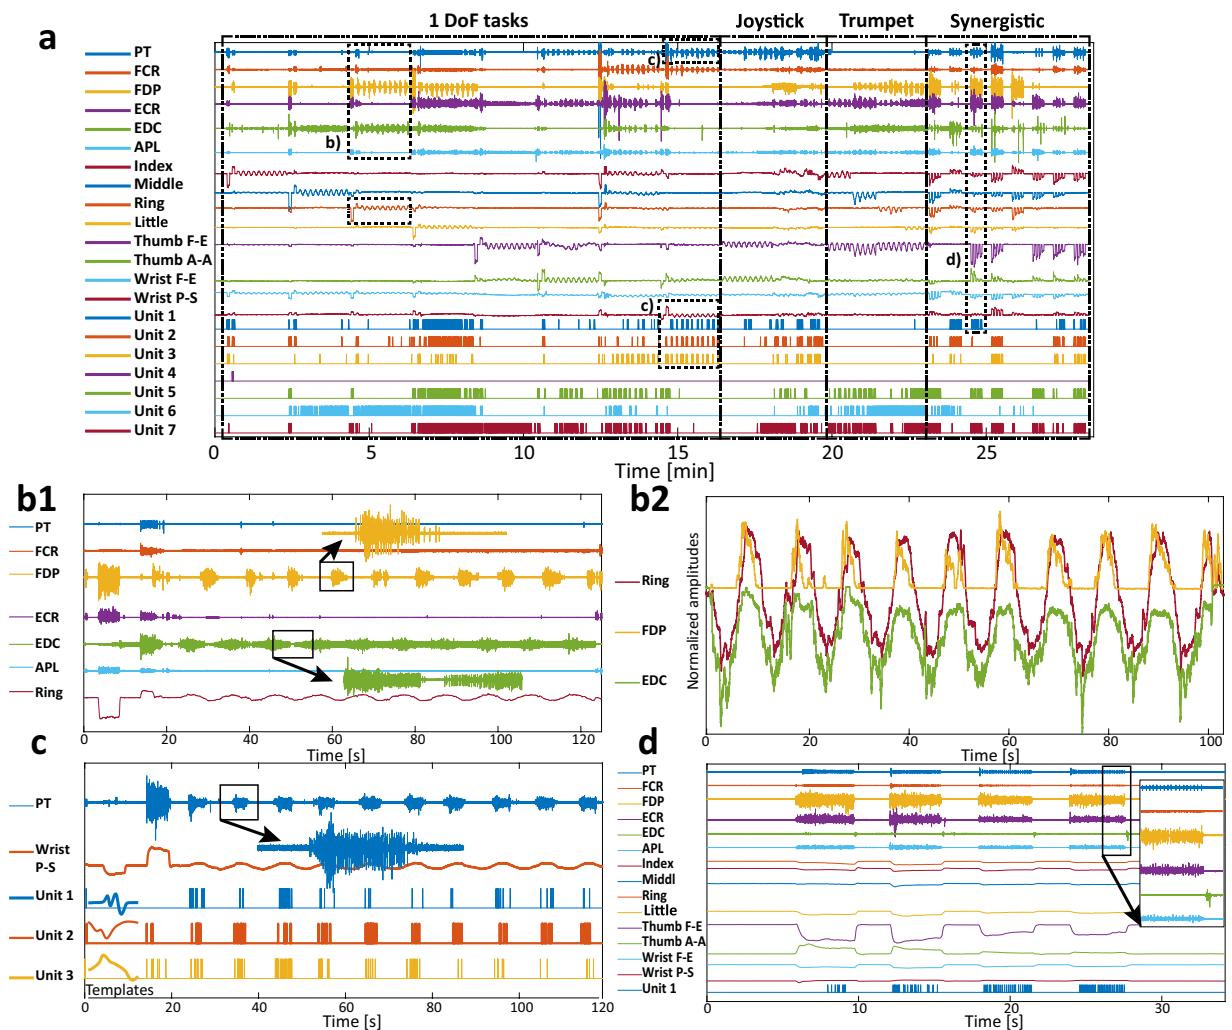 1 DoF tasks Joystick Trumpet Synergistic
a
PT
FCR
FDP
ECR
EDC
APL
Index
Middle
Ring
Little
Thumb F-E
Thumb A-A
Wrist F-E
Wrist P-S
Unit 1
Unit 2
Unit 3
Unit 4
Unit 5
Unit 6
Unit 7
c)
b)
d)
c)
0 5 10 15 20 25
Time [min]
b1
PT
FCR
FDP
ECR
EDC
APL
Ring
0 20 40 60 80 100 120
Time [s]
b2
Normalized amplitudes
Ring
FDP
EDC
0 20 40 60 80 100
Time [s]
c
PT
Wrist
P-S
Unit 1
Unit 2
Unit 3
Templates
0 20 40 60 80 100 120
Time [s]
d
PT
FCR
FDP
ECR
EDC
APL
Index
Middl
Ring
Little
Thumb F-E
Thumb A-A
Wrist F-E
Wrist P-S
Unit 1
0 10 20 30
Time [s]